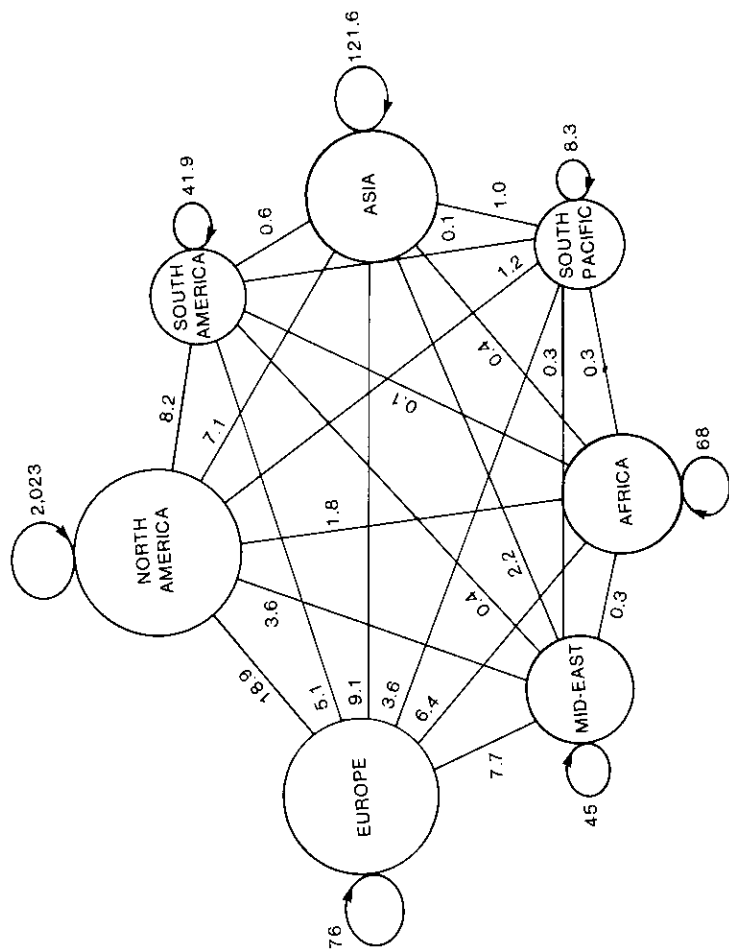 2,023
NORTH
AMERICA
8.2
SOUTH
AMERICA
41.9
0.6
ASIA
121.6
7.1
18.9
3.6
5.1
9.1
3.6
6.4
EUROPE
76
7.7
0.4
2.2
1.8
0.1
0.4
1.2
0.1
1.0
SOUTH
PACIFIC
8.3
0.3
0.3
MID-EAST
45
0.3
AFRICA
68